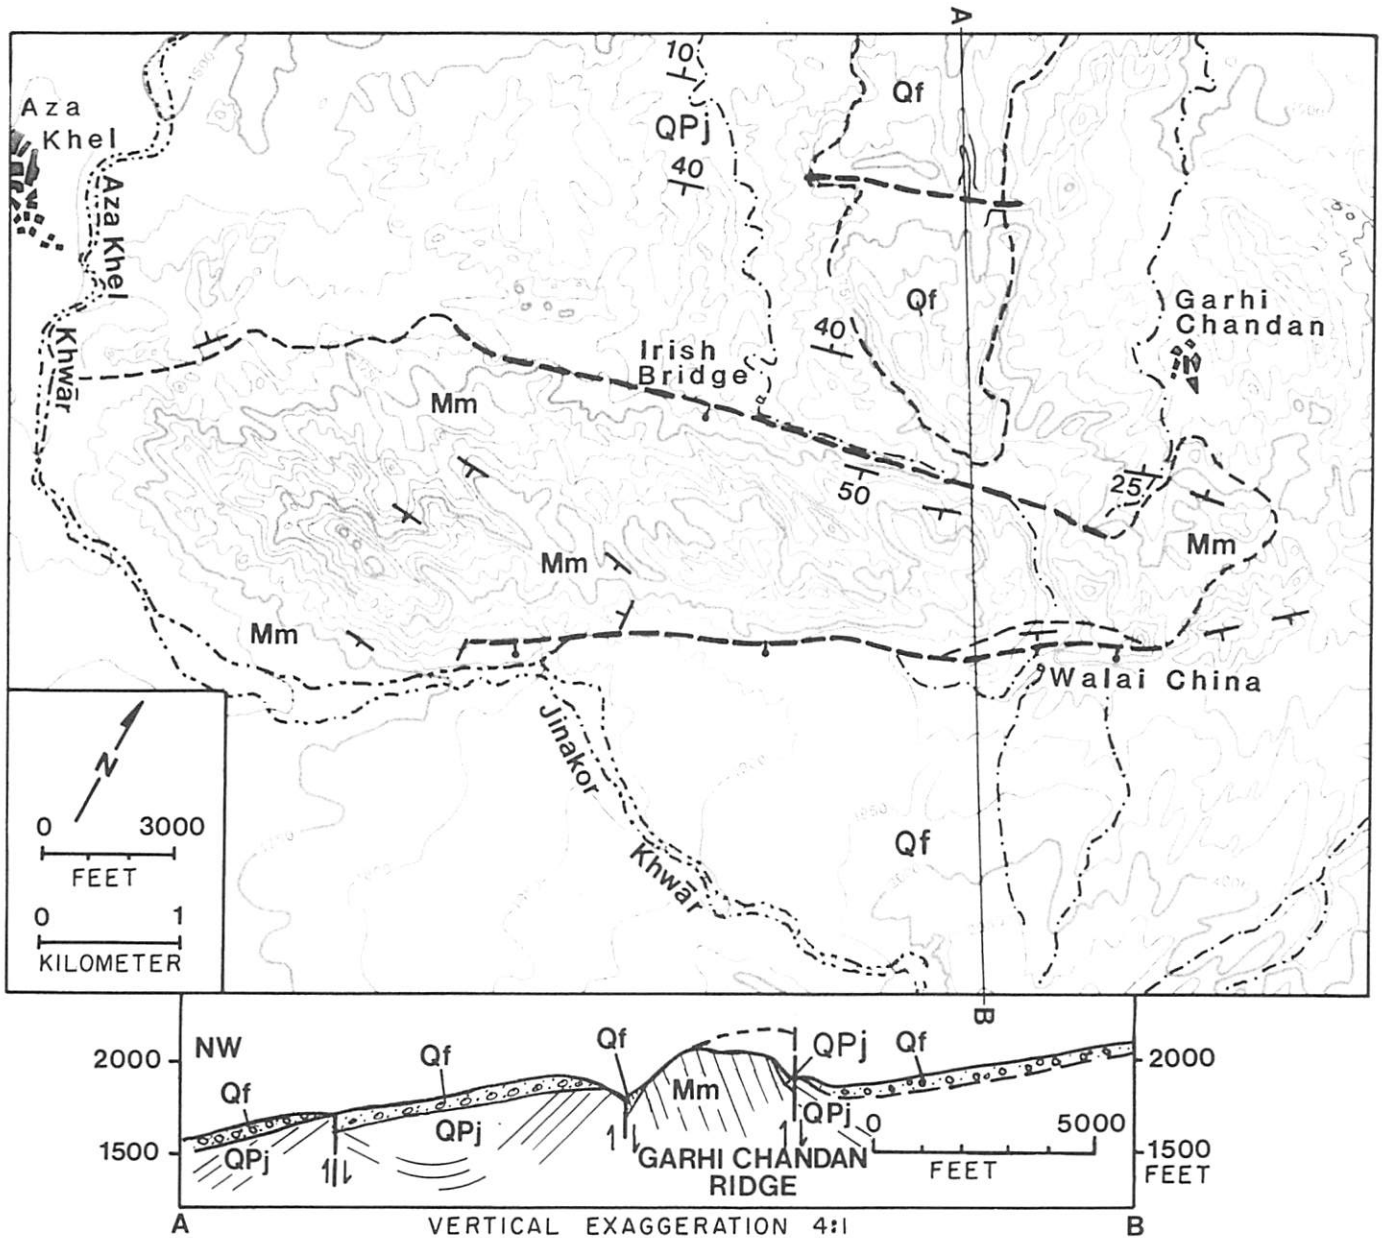 A
10
QPj
40
Qf
Aza
Khel
Aza Khel
Khwār
Qf
40
Garhi
Chandan
Irish
Bridge
Mm
50
25
Mm
Mm
Mm
Walai China
Jinakor
Khwār
Qf
N
0 3000
FEET
0 1
KILOMETER
B
NW
2000
1500
Qf
Qf
Qf
QPj
Qf
Mm
QPj
QPj
QPj
GARHI CHANDAN
RIDGE
0 5000
FEET
2000
1500
FEET
A
VERTICAL EXAGGERATION 4:1
B